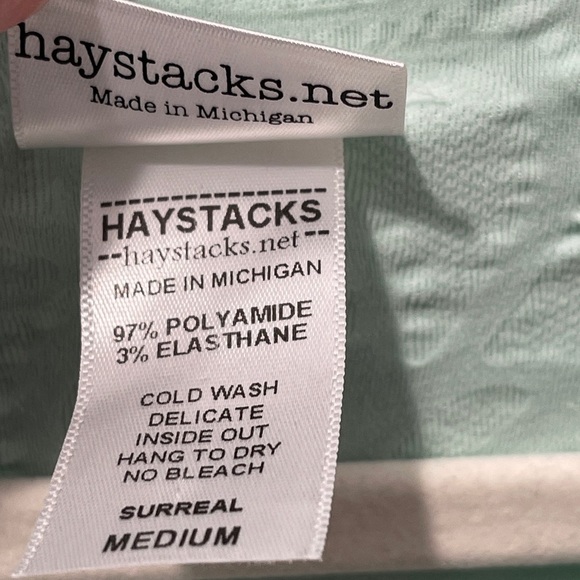 haystacks.net
Made in Michigan
HAYSTACKS
--haystacks.net--
MADE IN MICHIGAN
97% POLYAMIDE
3% ELASTHANE
COLD WASH
DELICATE
INSIDE OUT
HANG TO DRY
NO BLEACH
SURREAL
MEDIUM